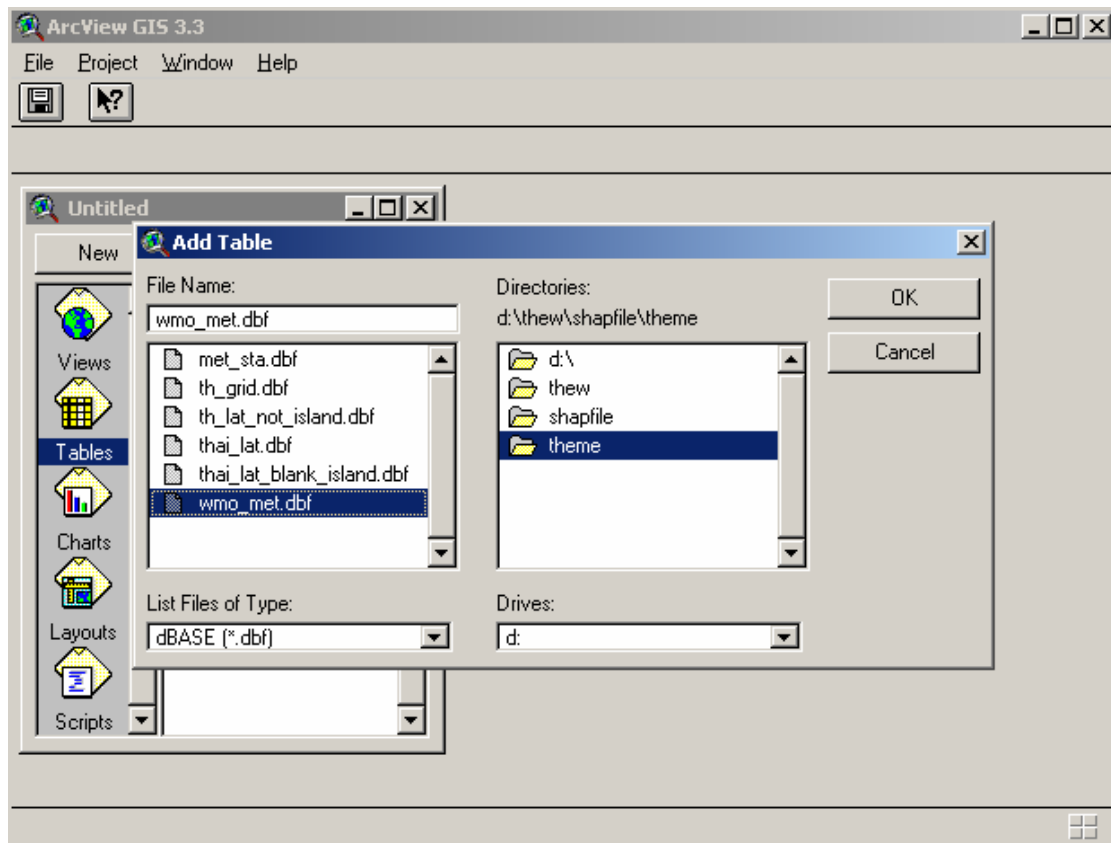 ArcView GIS 3.3
File Project Window Help
Untitled
New
Add Table
File Name:
wmo_met.dbf
Directories:
d:\thew\shapfile\theme
OK
Cancel
met_sta.dbf
th_grid.dbf
th_lat_not_island.dbf
thai_lat.dbf
thai_lat_blank_island.dbf
wmo_met.dbf
d:\
thew
shapfile
theme
List Files of Type:
dBASE (*.dbf)
Drives:
d:
Views
Tables
Charts
Layouts
Scripts